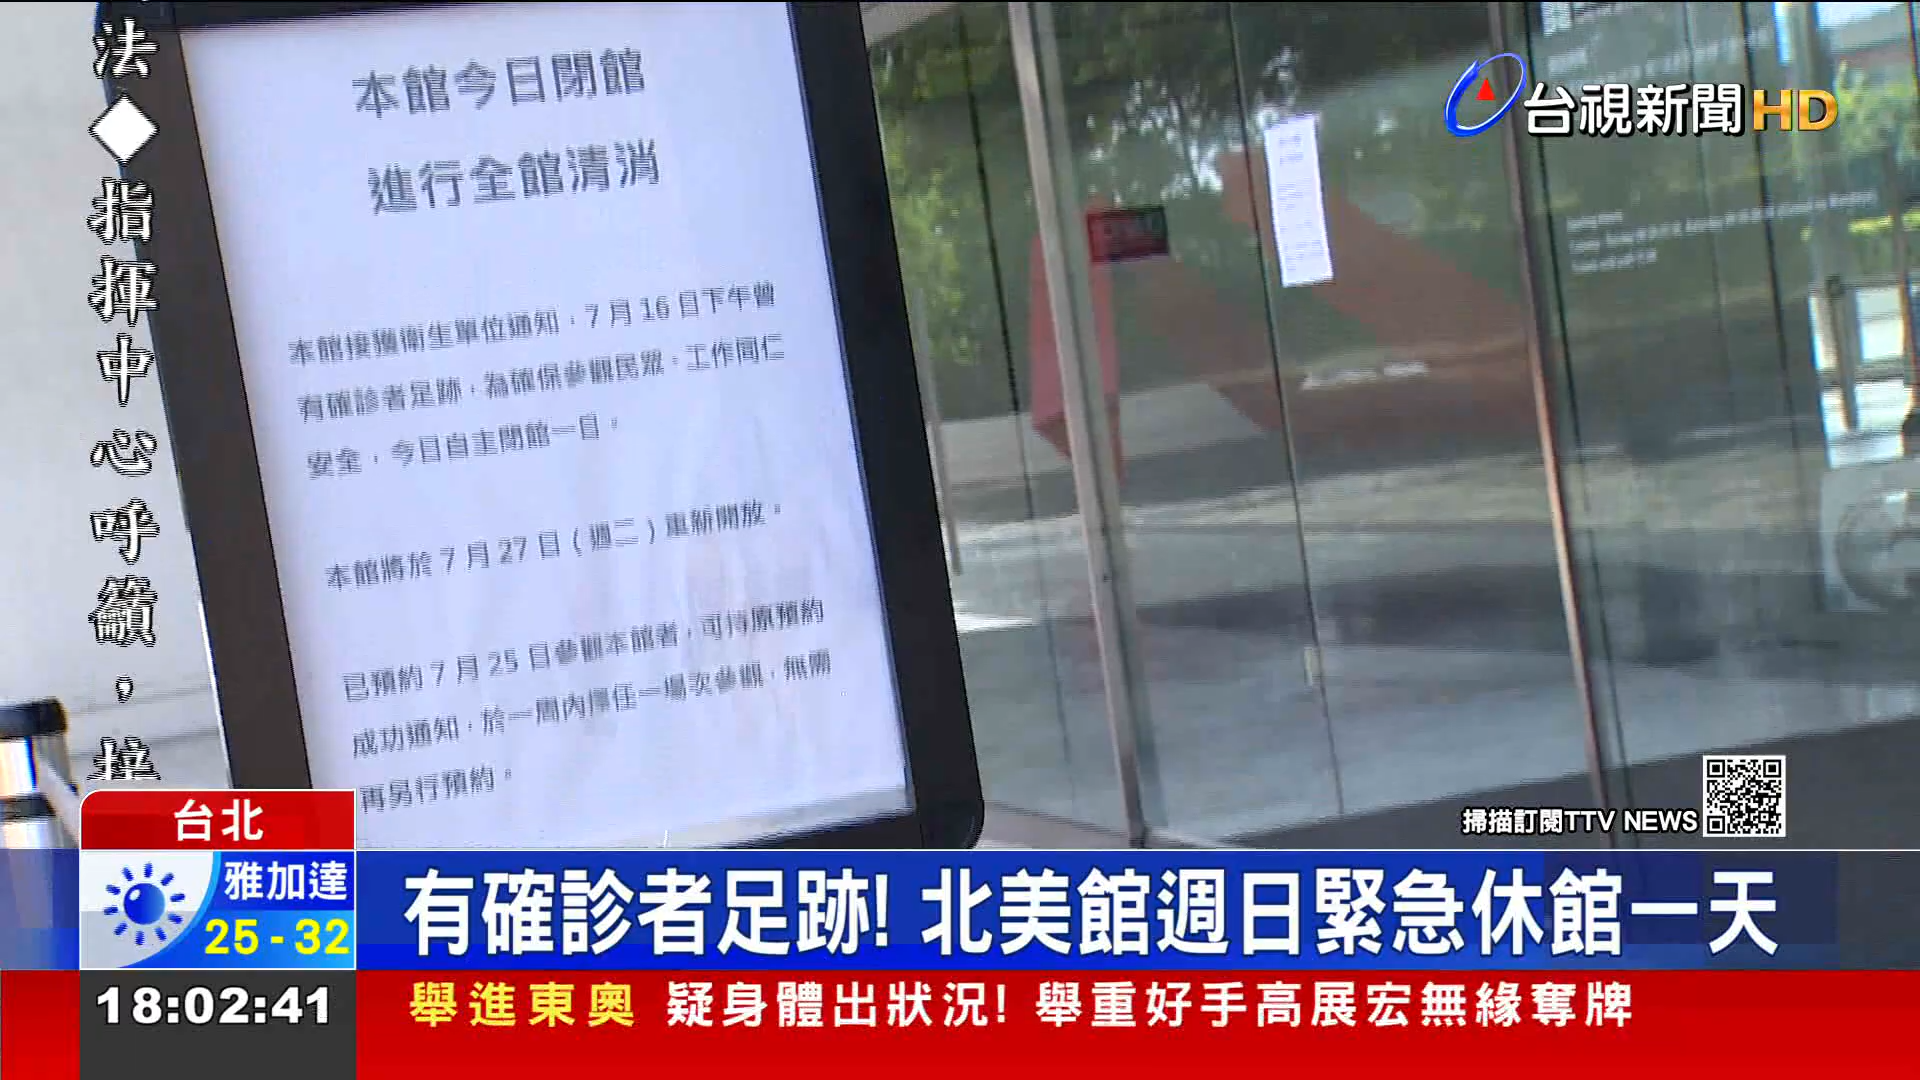 法◆指揮中心呼籲，接
本館今日閉館
進行全館清消
本館接獲衛生單位通知，7月16日下午曾
有確診者足跡，為確保參觀民眾、工作同仁
安全，今日自主閉館一日。
本館將於7月27日（週二）重新開放。
已預約7月25日參觀本館者，可持原預約
成功通知，於一周內擇任一場次參觀，無需
再另行預約。
台視新聞HD
掃描訂閱TTV NEWS
台北
雅加達
25-32
有確診者足跡! 北美館週日緊急休館一天
18:02:41
舉進東奧 疑身體出狀況! 舉重好手高展宏無緣奪牌